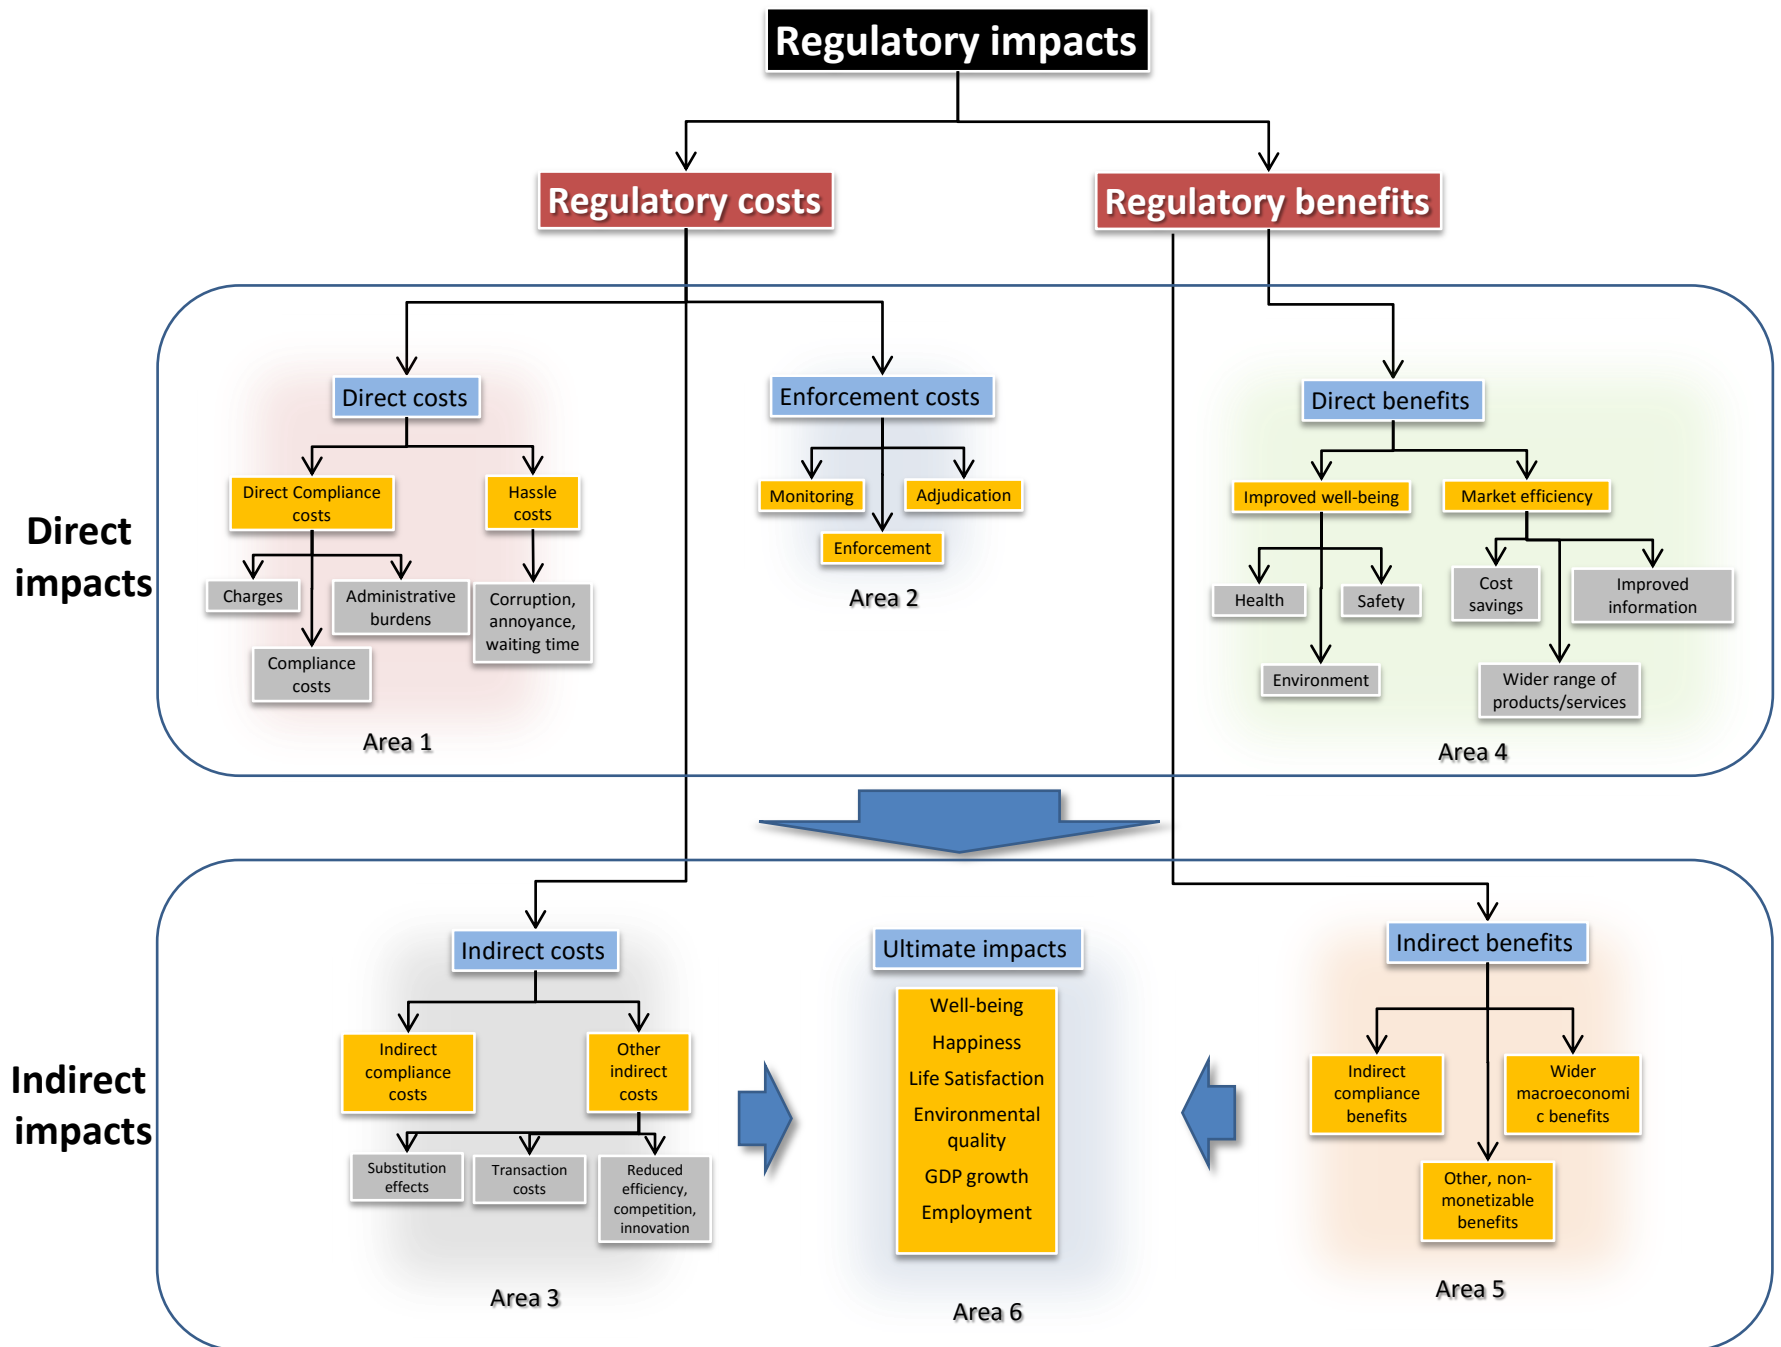 Regulatory impacts
Regulatory costs
Regulatory benefits
Direct
impacts
Direct costs
Direct Compliance
costs
Hassle
costs
Charges
Administrative
burdens
Corruption,
annoyance,
waiting time
Compliance
costs
Area 1
Enforcement costs
Monitoring
Adjudication
Enforcement
Area 2
Direct benefits
Improved well-being
Market efficiency
Health
Safety
Cost
savings
Improved
information
Environment
Wider range of
products/services
Area 4
Indirect
impacts
Indirect costs
Indirect
compliance
costs
Other
indirect
costs
Substitution
effects
Transaction
costs
Reduced
efficiency,
competition,
innovation
Area 3
Ultimate impacts
Well-being
Happiness
Life Satisfaction
Environmental
quality
GDP growth
Employment
Area 6
Indirect benefits
Indirect
compliance
benefits
Wider
macroeconomi
c benefits
Other, non-
monetizable
benefits
Area 5